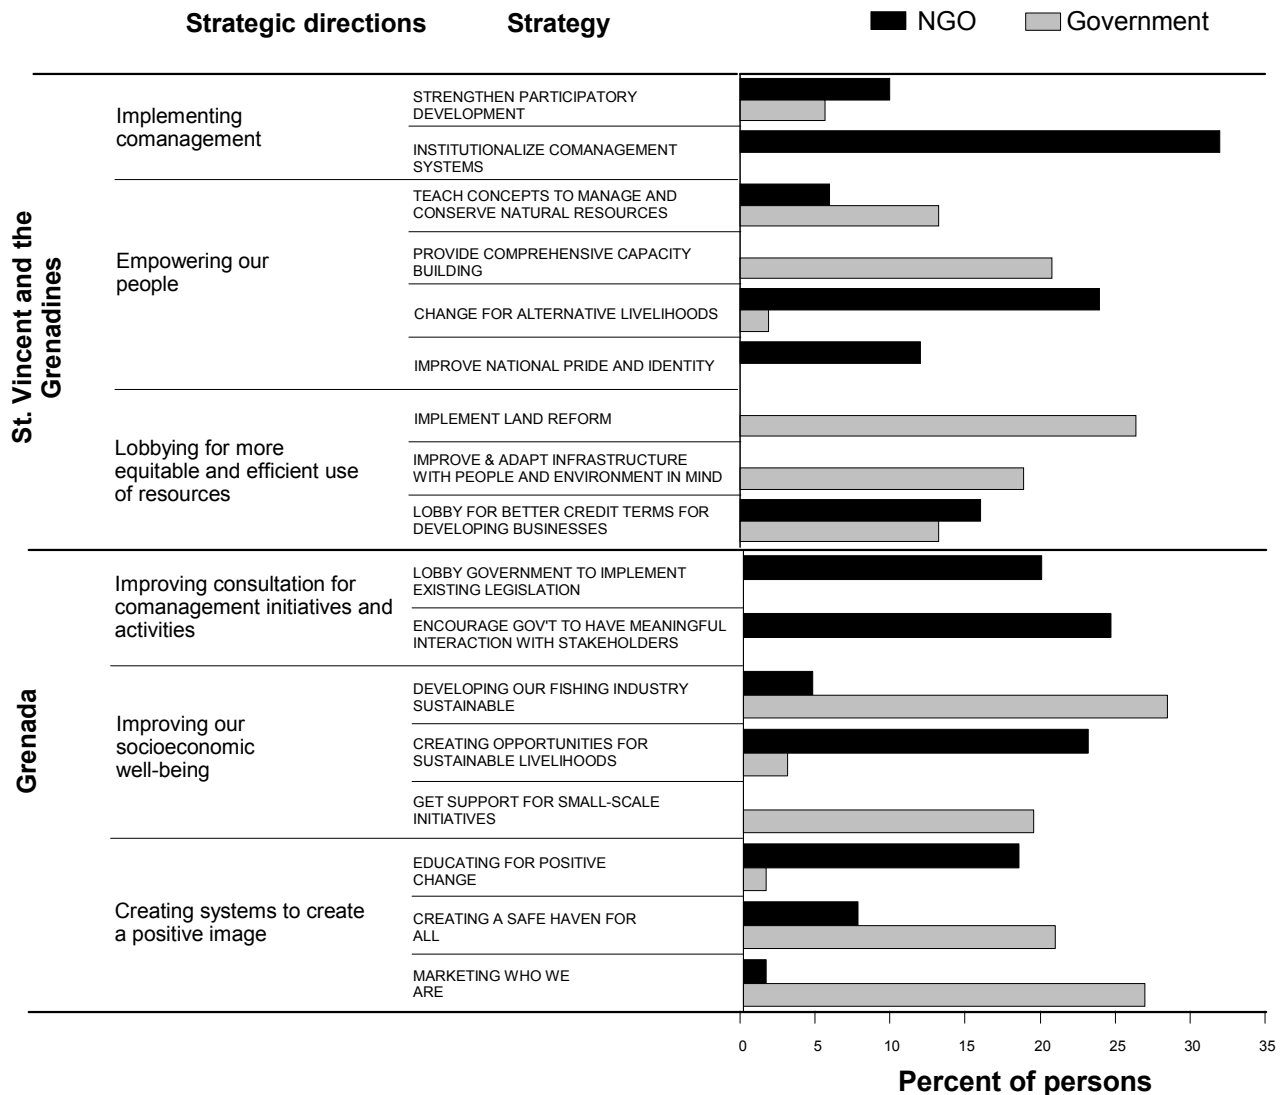 Strategic directions
Strategy
NGO
Government
St. Vincent and the
Grenadines
Implementing
comanagement
STRENGTHEN PARTICIPATORY
DEVELOPMENT
INSTITUTIONALIZE COMANAGEMENT
SYSTEMS
Empowering our
people
TEACH CONCEPTS TO MANAGE AND
CONSERVE NATURAL RESOURCES
PROVIDE COMPREHENSIVE CAPACITY
BUILDING
CHANGE FOR ALTERNATIVE LIVELIHOODS
IMPROVE NATIONAL PRIDE AND IDENTITY
Lobbying for more
equitable and efficient use
of resources
IMPLEMENT LAND REFORM
IMPROVE & ADAPT INFRASTRUCTURE
WITH PEOPLE AND ENVIRONMENT IN MIND
LOBBY FOR BETTER CREDIT TERMS FOR
DEVELOPING BUSINESSES
Grenada
Improving consultation for
comanagement initiatives and
activities
LOBBY GOVERNMENT TO IMPLEMENT
EXISTING LEGISLATION
ENCOURAGE GOV'T TO HAVE MEANINGFUL
INTERACTION WITH STAKEHOLDERS
Improving our
socioeconomic
well-being
DEVELOPING OUR FISHING INDUSTRY
SUSTAINABLE
CREATING OPPORTUNITIES FOR
SUSTAINABLE LIVELIHOODS
GET SUPPORT FOR SMALL-SCALE
INITIATIVES
Creating systems to create
a positive image
EDUCATING FOR POSITIVE
CHANGE
CREATING A SAFE HAVEN FOR
ALL
MARKETING WHO WE
ARE
0 5 10 15 20 25 30 35
Percent of persons